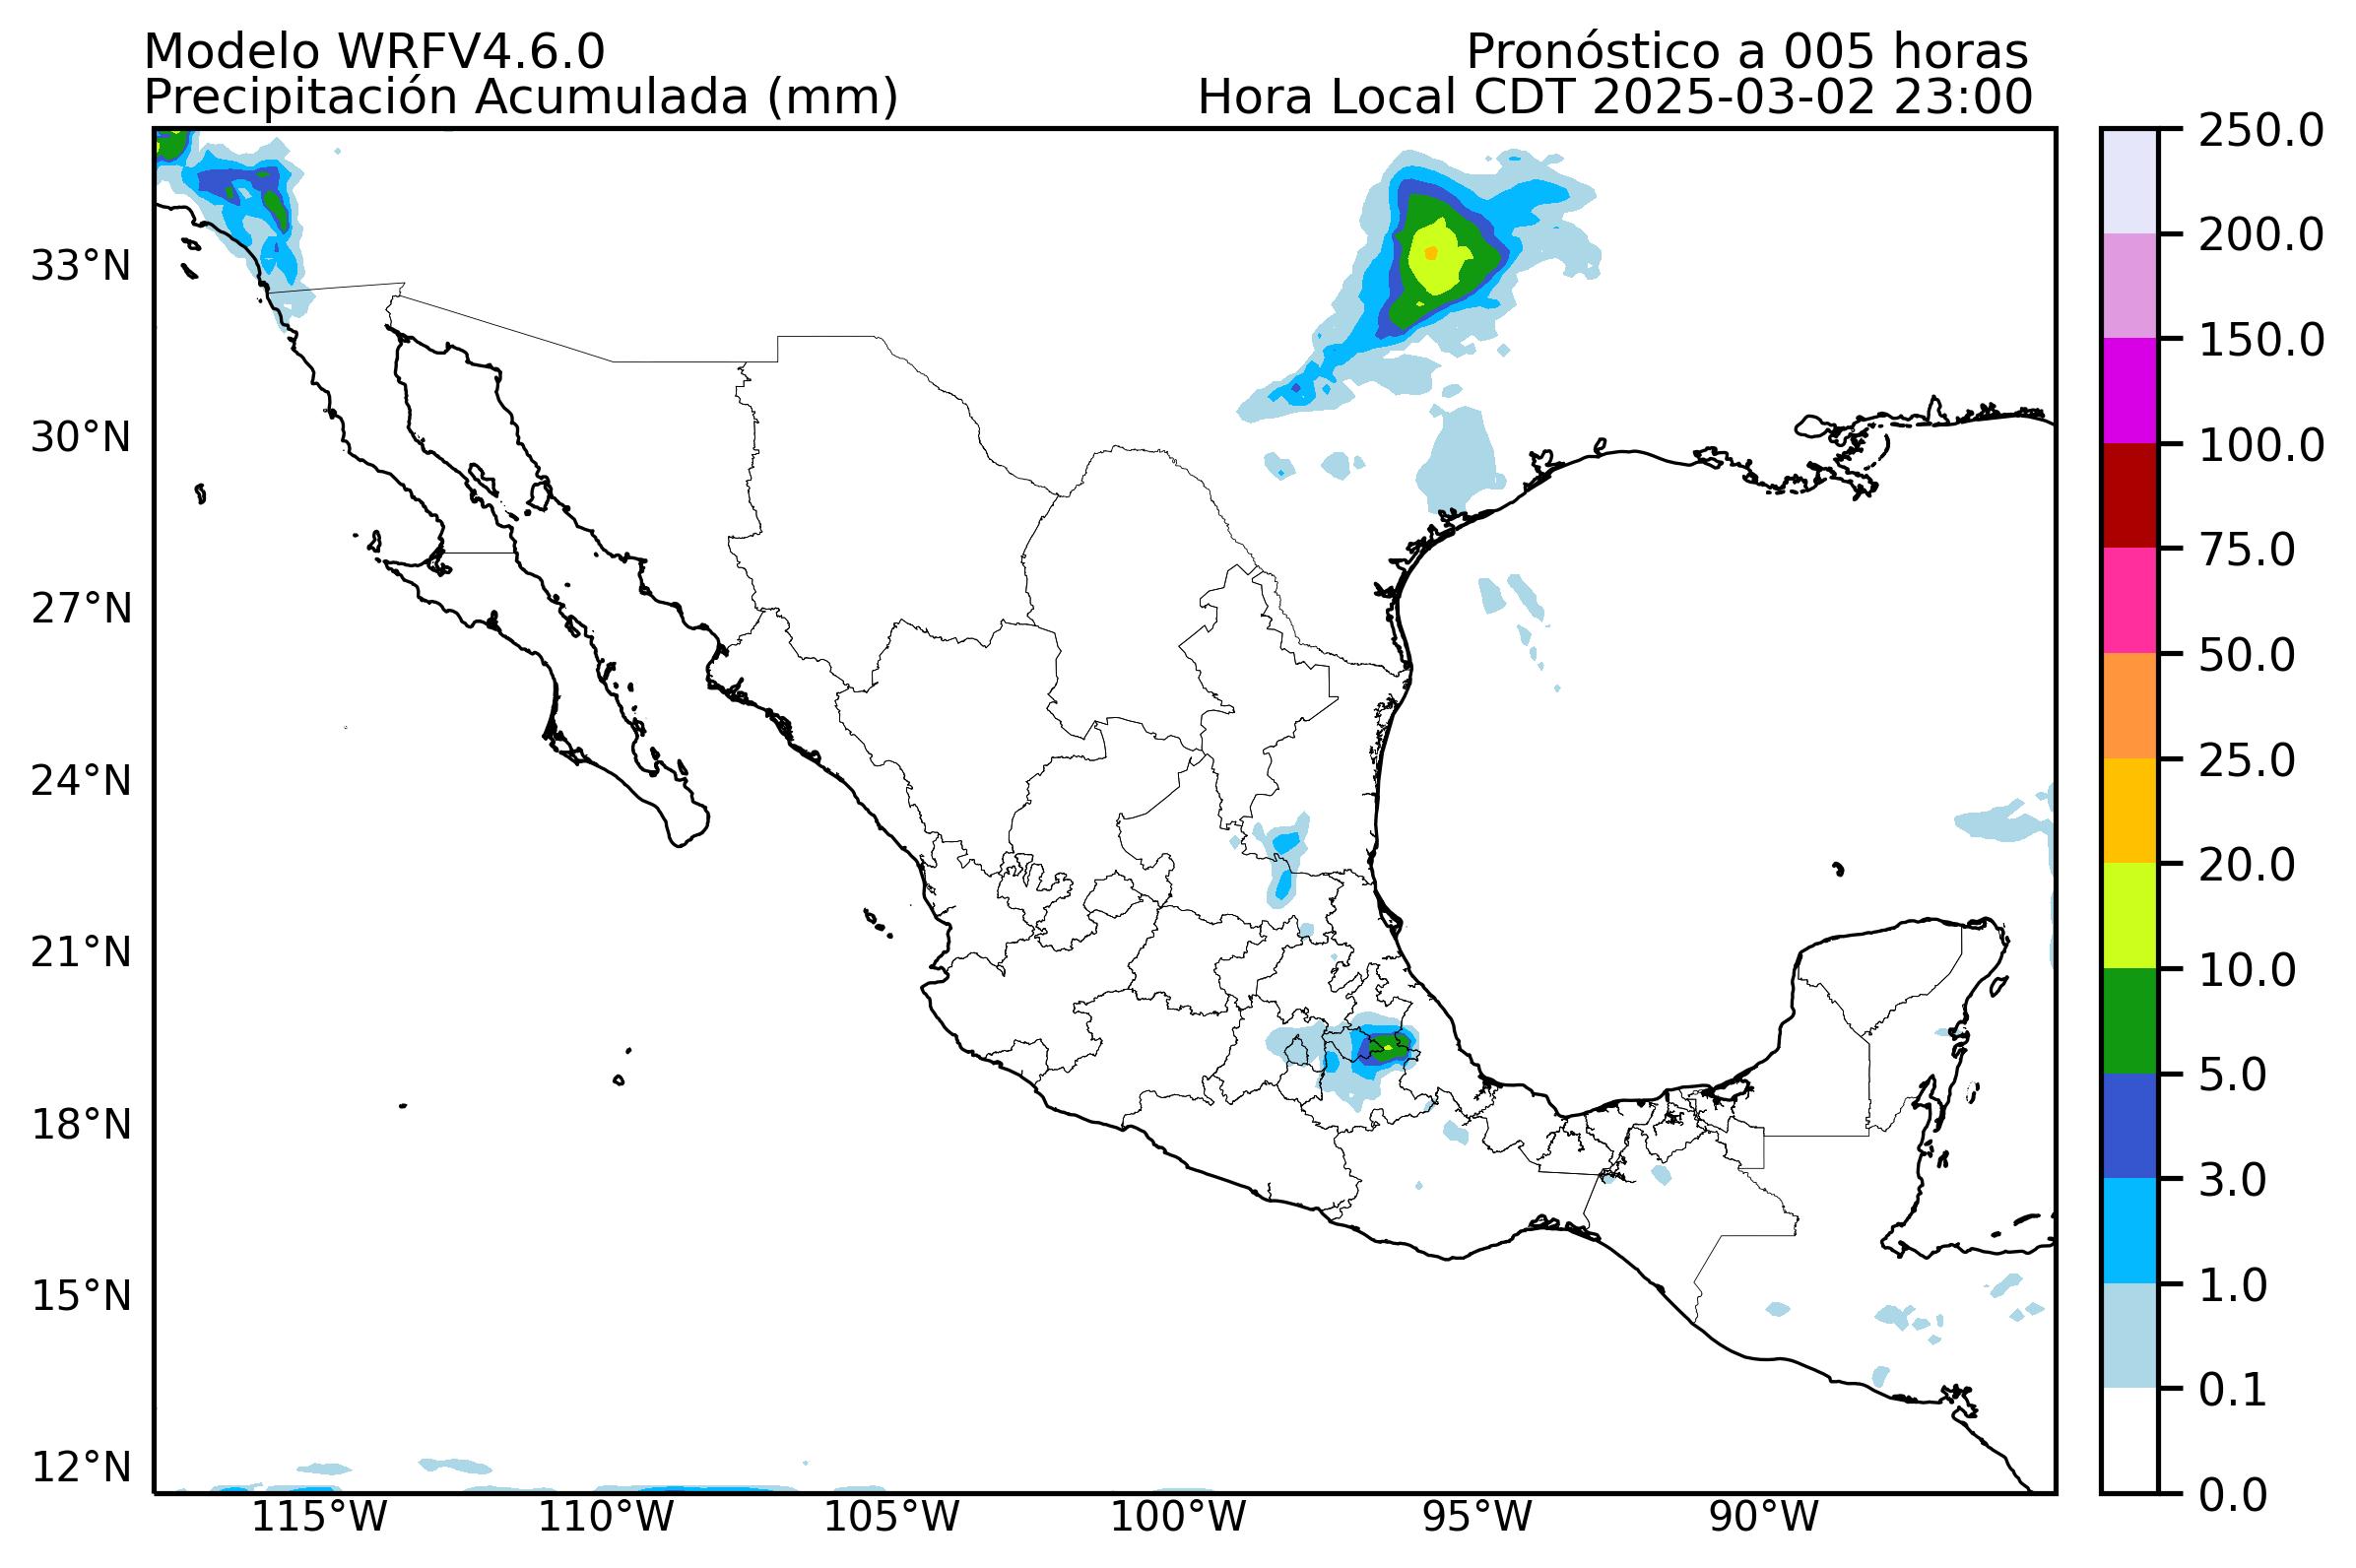 Modelo WRFV4.6.0
Pronóstico a 005 horas
Precipitación Acumulada (mm)
Hora Local CDT 2025-03-02 23:00
33°N
30°N
27°N
24°N
21°N
18°N
15°N
12°N
115°W
110°W
105°W
100°W
95°W
90°W
250.0
200.0
150.0
100.0
75.0
50.0
25.0
20.0
10.0
5.0
3.0
1.0
0.1
0.0